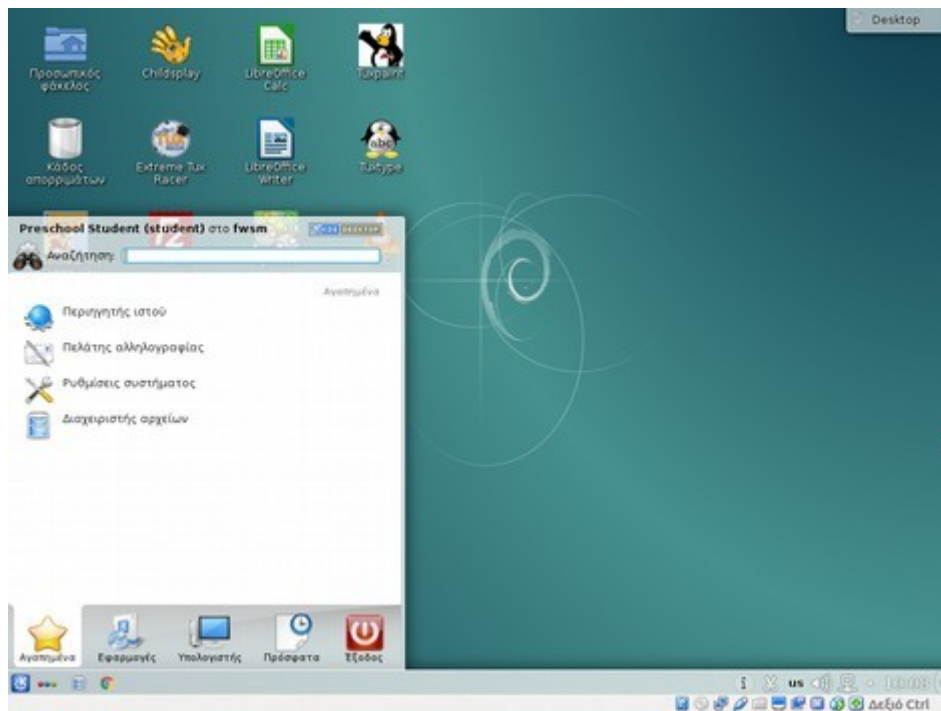 Desktop
Προσωπικός φάκελος
Childsplay
LibreOffice Calc
Tuxpaint
Κάδος απορριμάτων
Extreme Tux Racer
LibreOffice Writer
Tuxtype
abc
Preschool Student (student) στο fwsm
Αναζήτηση:
Αγαπημένα
Περιηγητής ιστού
Πελάτης αλληλογραφίας
Ρυθμίσεις συστήματος
Διαχειριστής αρχείων
Αγαπημένα
Εφαρμογές
Υπολογιστής
Πρόσφατα
Έξοδος
us
Δεξιό Ctrl